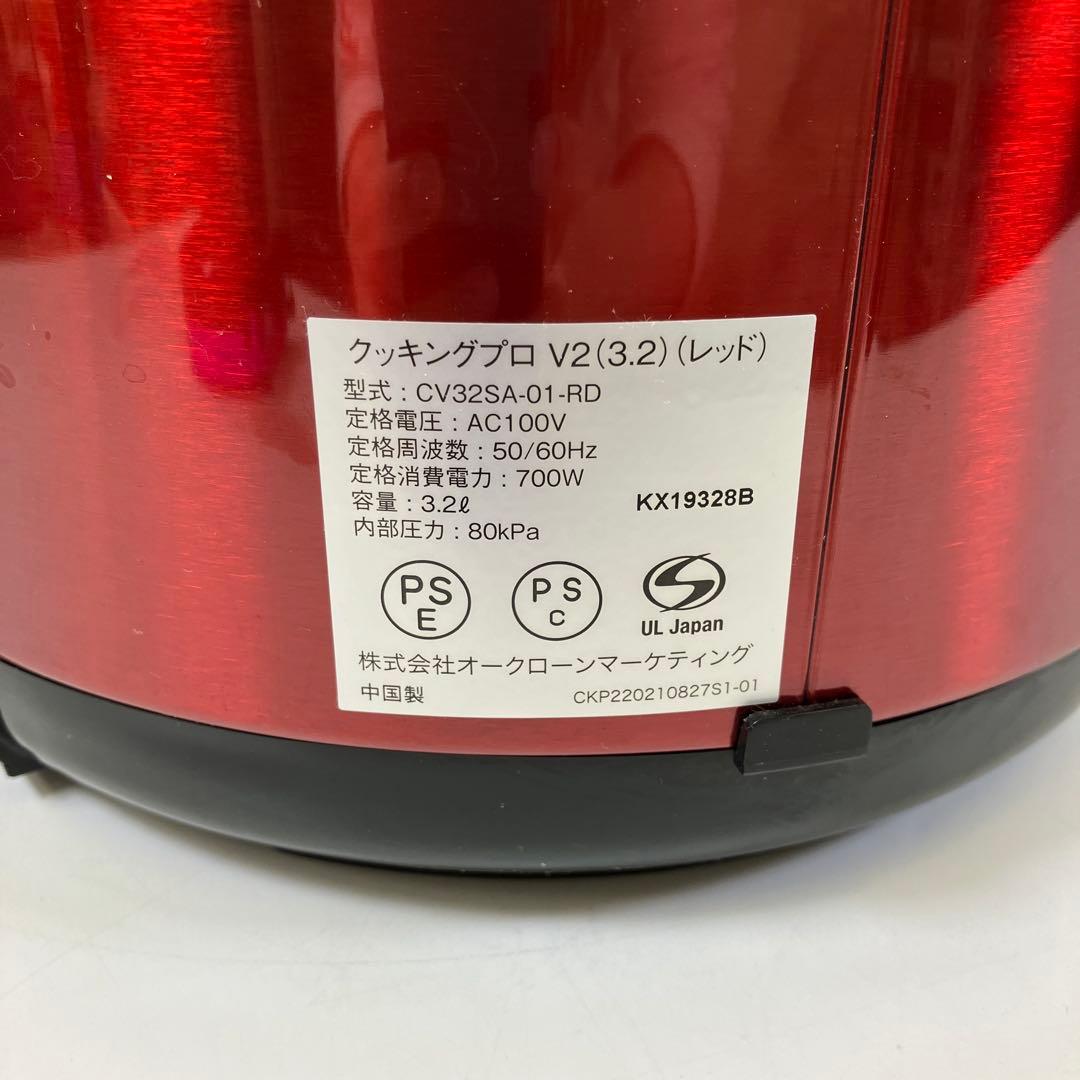 クッキングプロ V2(3.2)(レッド)
型式：CV32SA-01-RD
定格電圧：AC100V
定格周波数：50/60Hz
定格消費電力：700W
容量：3.2ℓ
KX19328B
内部圧力：80kPa
PS
E
PS
C
UL Japan
株式会社オークローンマーケティング
中国製
CKP220210827S1-01